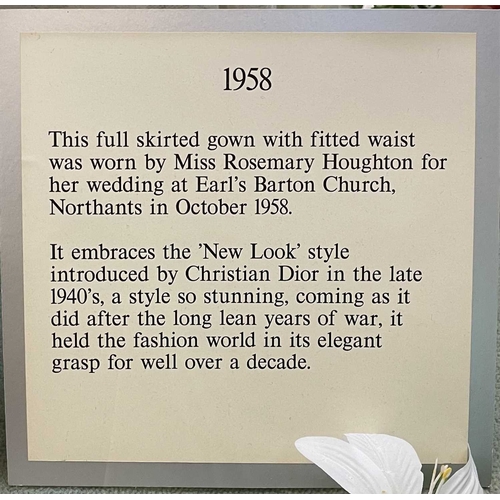 1958
This full skirted gown with fitted waist
was worn by Miss Rosemary Houghton for
her wedding at Earl's Barton Church,
Northants in October 1958.
It embraces the 'New Look' style
introduced by Christian Dior in the late
1940's, a style so stunning, coming as it
did after the long lean years of war, it
held the fashion world in its elegant
grasp for well over a decade.